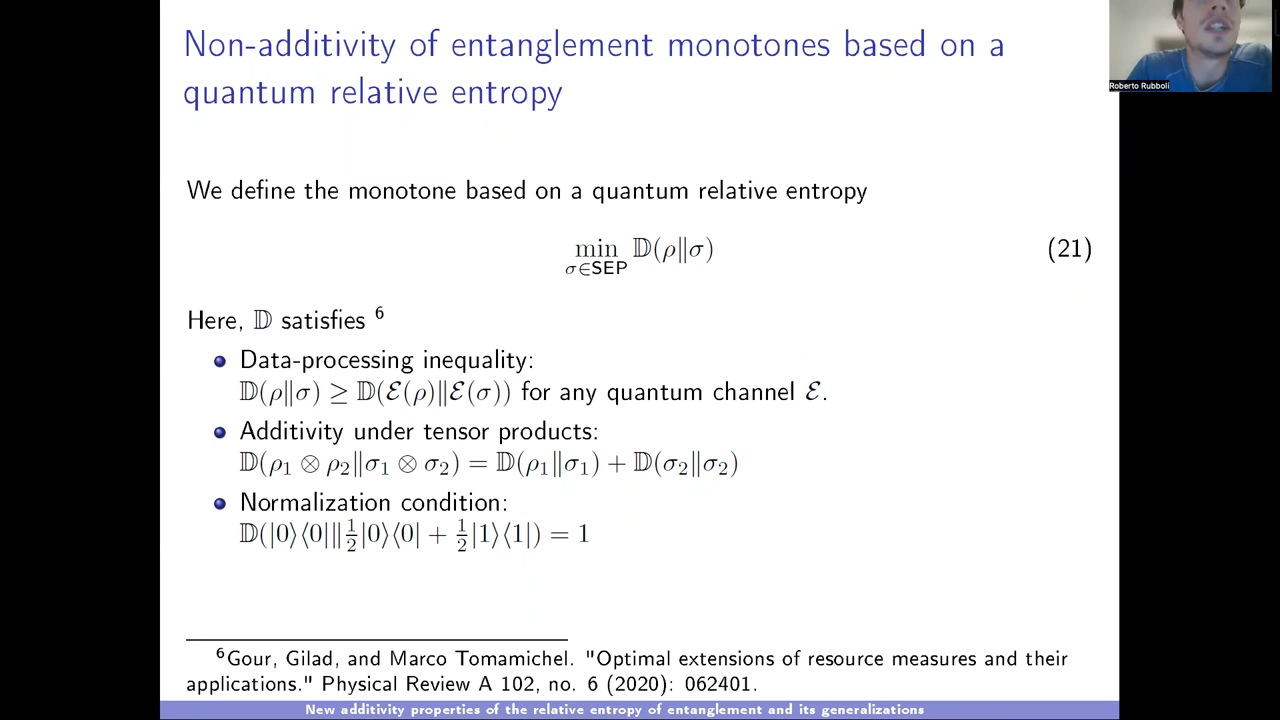 Non-additivity of entanglement monotones based on a
quantum relative entropy
Roberto Rubboli
We define the monotone based on a quantum relative entropy
min 𝔻(ρ‖σ) (21)
σ∈SEP
Here, 𝔻 satisfies ⁶
Data-processing inequality:
𝔻(ρ‖σ) ≥ 𝔻(ℰ(ρ)‖ℰ(σ)) for any quantum channel ℰ.
Additivity under tensor products:
𝔻(ρ₁ ⊗ ρ₂‖σ₁ ⊗ σ₂) = 𝔻(ρ₁‖σ₁) + 𝔻(σ₂‖σ₂)
Normalization condition:
𝔻(|0⟩⟨0|‖½|0⟩⟨0| + ½|1⟩⟨1|) = 1
⁶Gour, Gilad, and Marco Tomamichel. "Optimal extensions of resource measures and their
applications." Physical Review A 102, no. 6 (2020): 062401.
New additivity properties of the relative entropy of entanglement and its generalizations